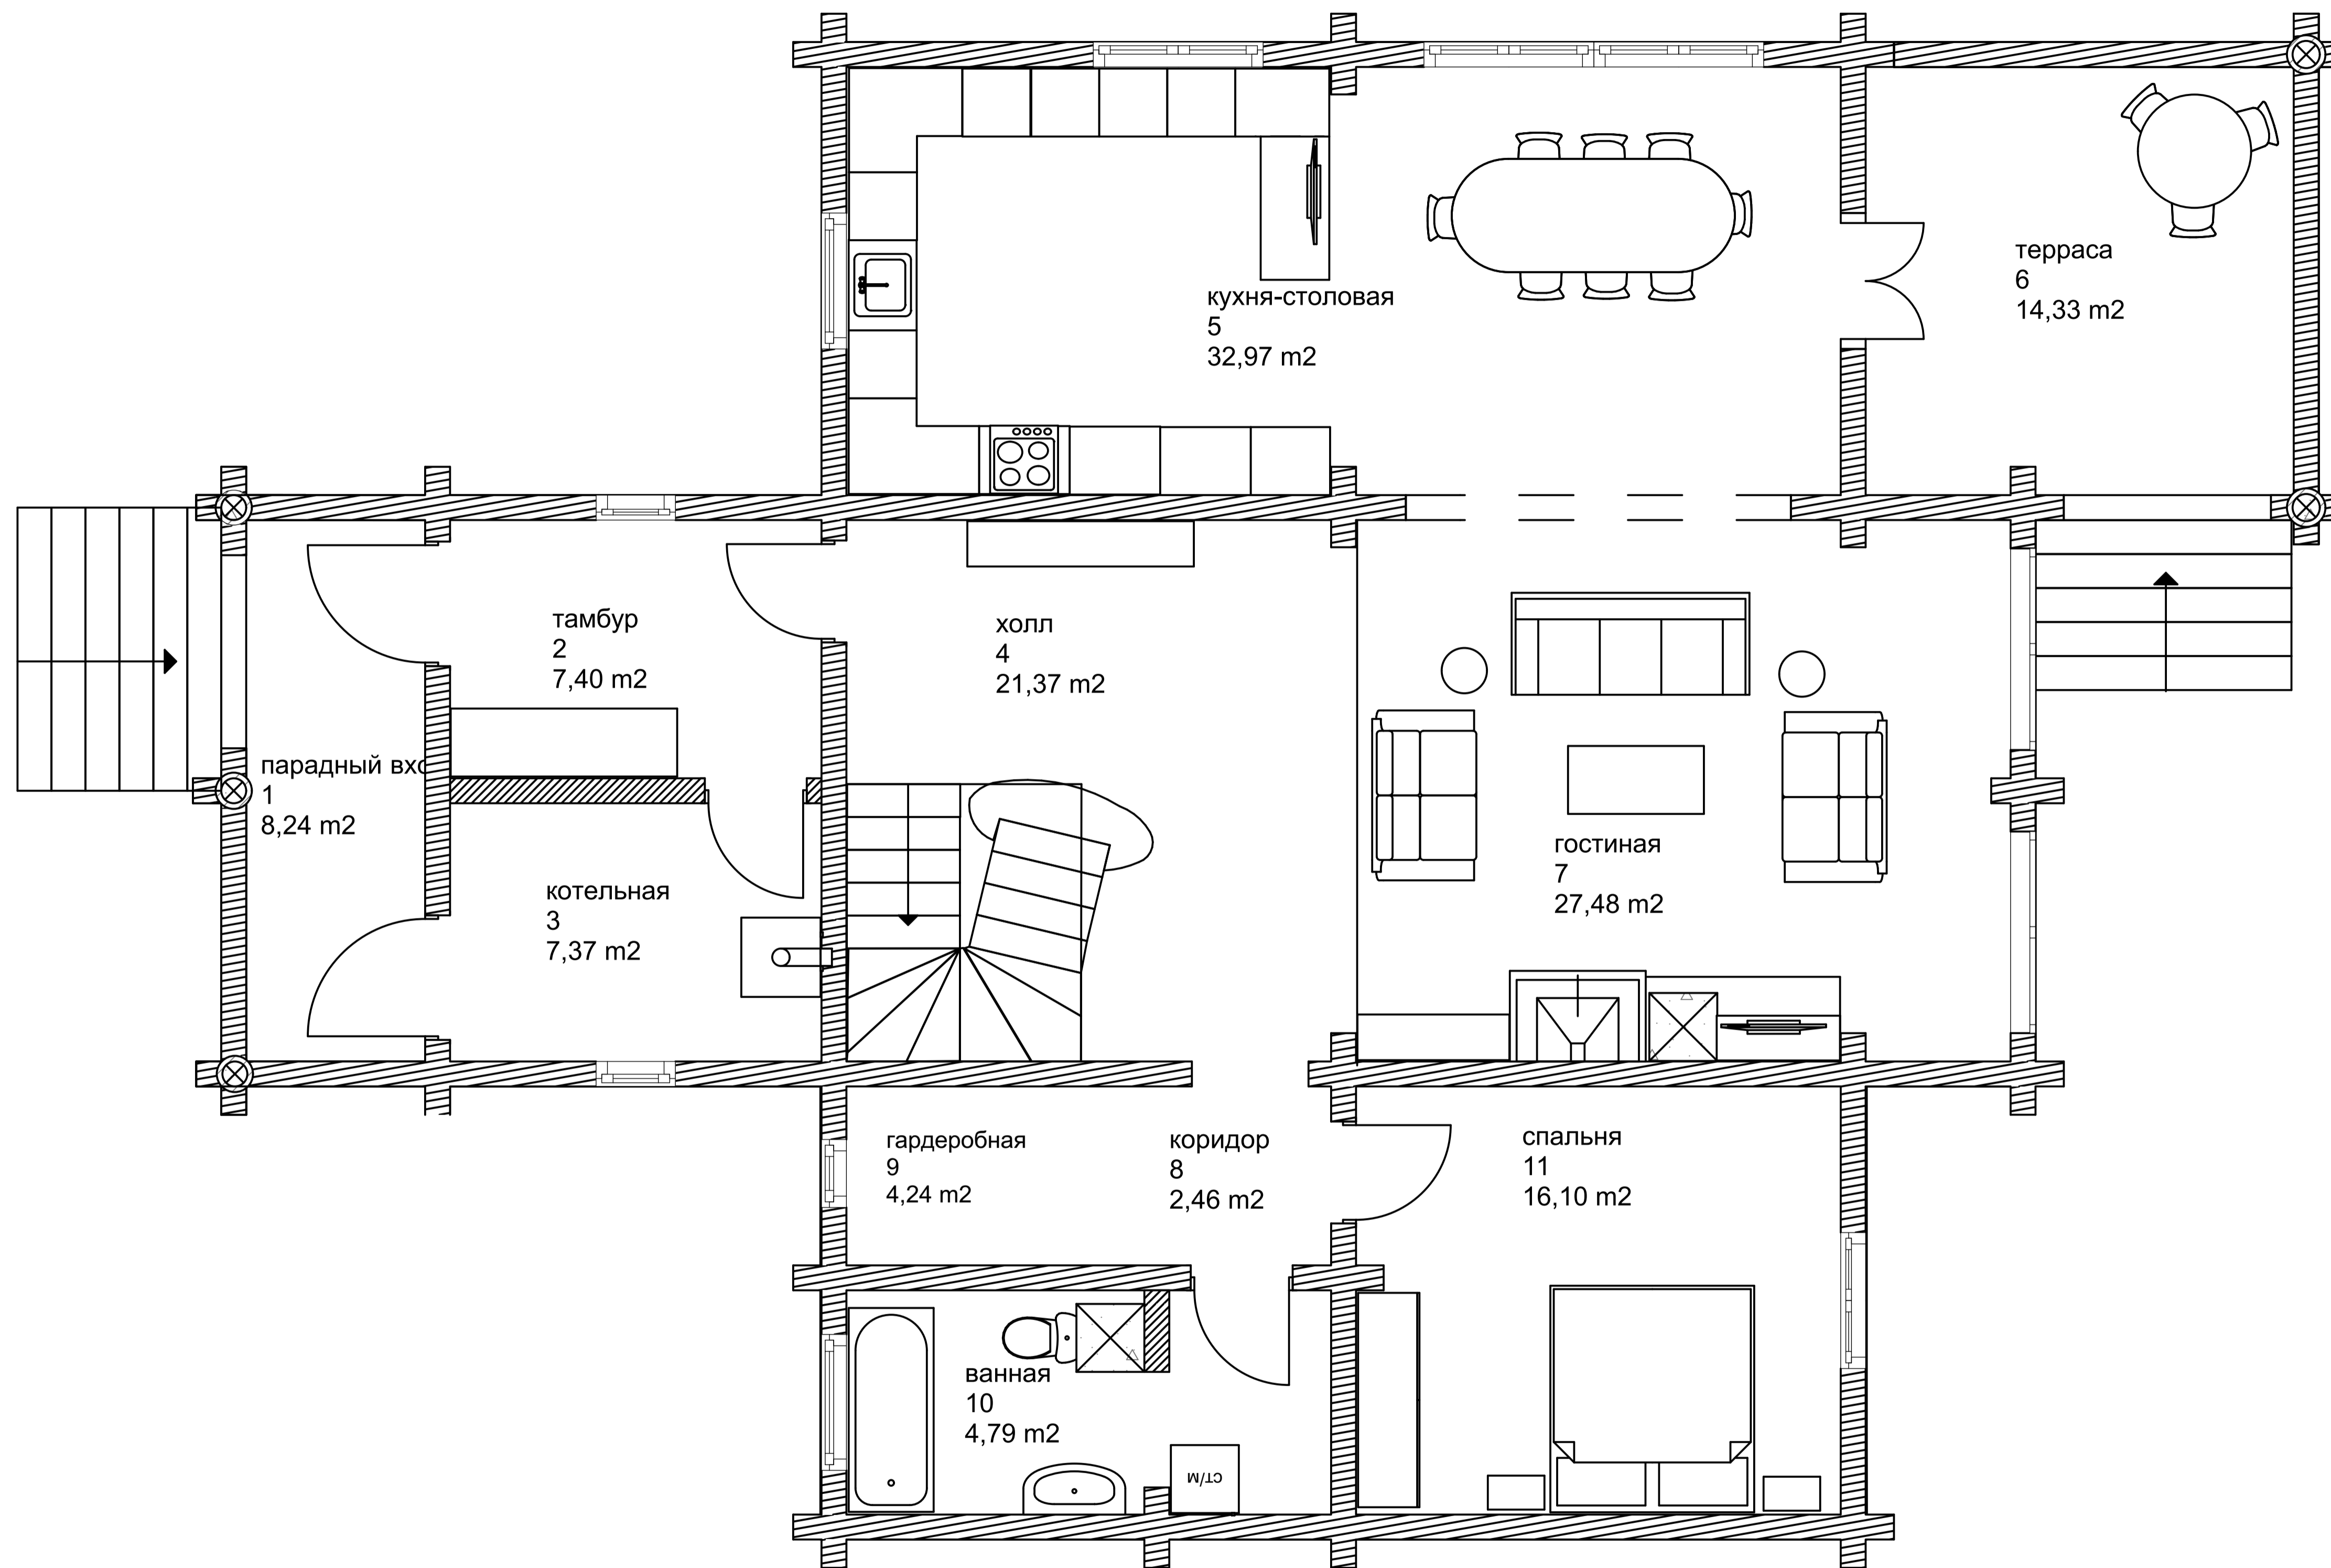 кухня-столовая
5
32,97 m2
терраса
6
14,33 m2
тамбур
2
7,40 m2
холл
4
21,37 m2
парадный вхо
1
8,24 m2
котельная
3
7,37 m2
гостиная
7
27,48 m2
гардеробная
9
4,24 m2
коридор
8
2,46 m2
спальня
11
16,10 m2
ванная
10
4,79 m2
ст/м